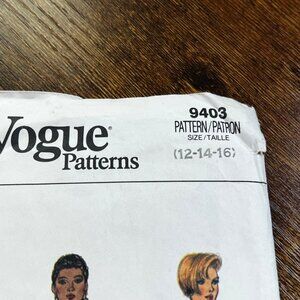 Vogue
Patterns
9403
PATTERN/PATRON
SIZE/TAILLE
(12-14-16)